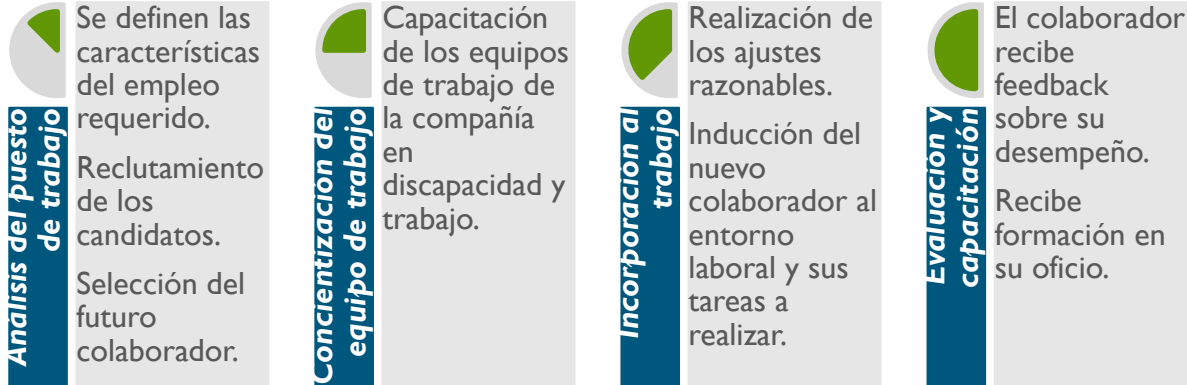 Análisis del puesto
de trabajo
Se definen las
características
del empleo
requerido.
Reclutamiento
de los
candidatos.
Selección del
futuro
colaborador.
Concientización del
equipo de trabajo
Capacitación
de los equipos
de trabajo de
la compañía
en
discapacidad y
trabajo.
Incorporación al
trabajo
Realización de
los ajustes
razonables.
Inducción del
nuevo
colaborador al
entorno
laboral y sus
tareas a
realizar.
Evaluación y
capacitación
El colaborador
recibe
feedback
sobre su
desempeño.
Recibe
formación en
su oficio.